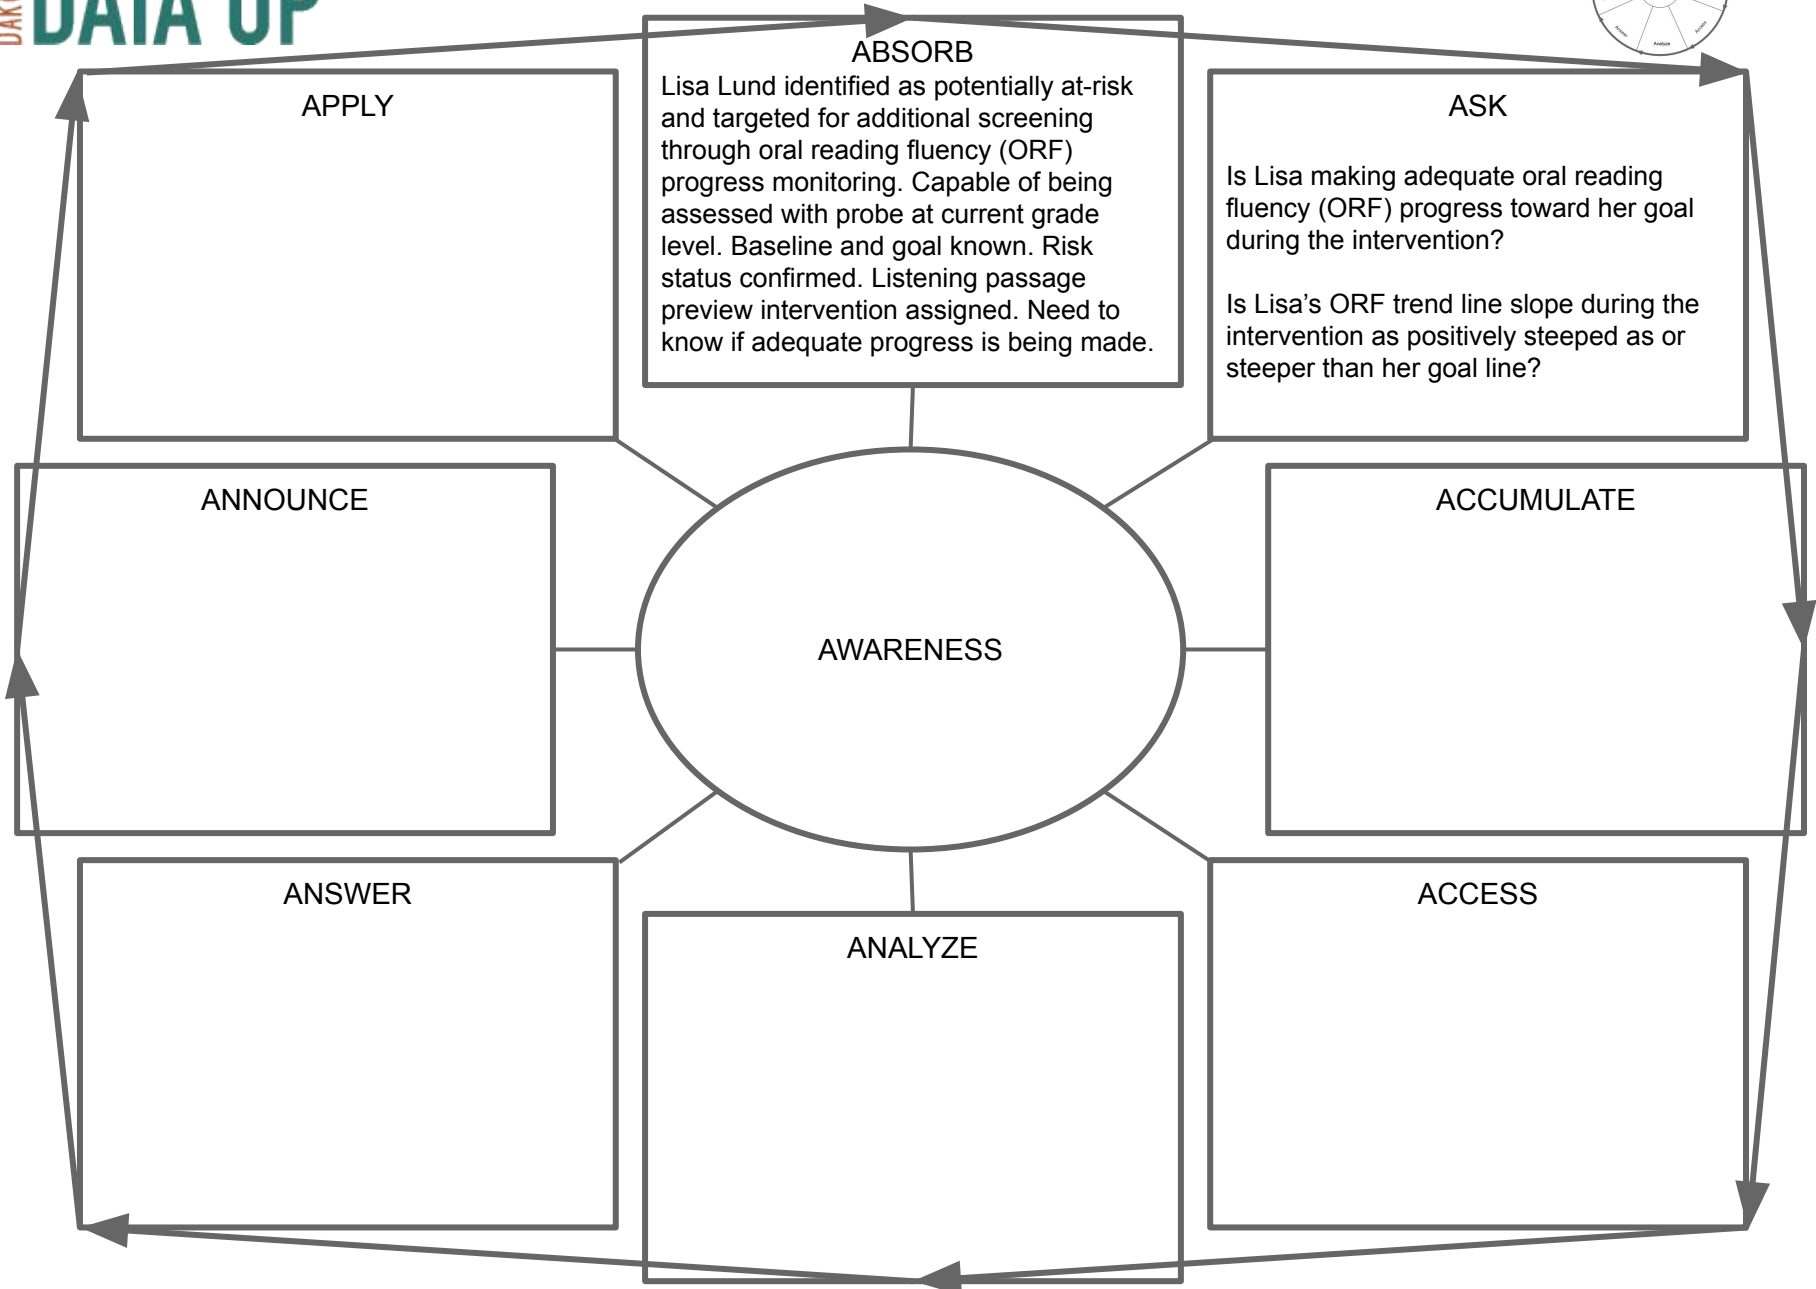 DATA UP
ABSORB
Lisa Lund identified as potentially at-risk
and targeted for additional screening
through oral reading fluency (ORF)
progress monitoring. Capable of being
assessed with probe at current grade
level. Baseline and goal known. Risk
status confirmed. Listening passage
preview intervention assigned. Need to
know if adequate progress is being made.
ASK
Is Lisa making adequate oral reading
fluency (ORF) progress toward her goal
during the intervention?
Is Lisa’s ORF trend line slope during the
intervention as positively steeped as or
steeper than her goal line?
APPLY
ANNOUNCE
ACCUMULATE
AWARENESS
ANSWER
ANALYZE
ACCESS
Answer
Analyze
Access